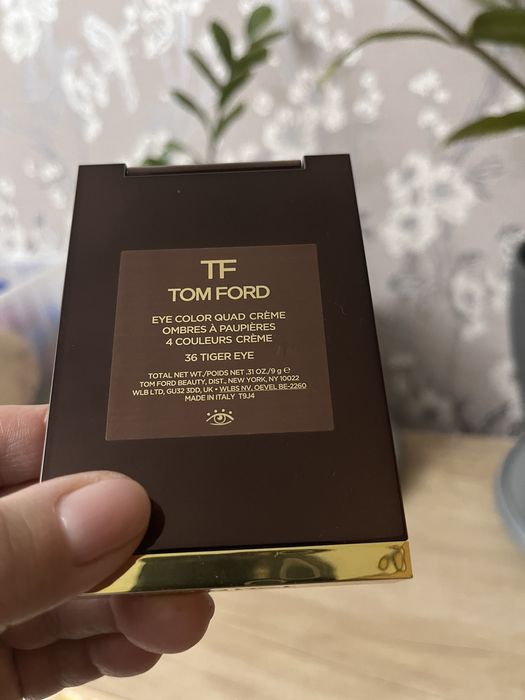 TF
TOM FORD
EYE COLOR QUAD CRÈME
OMBRES À PAUPIÈRES
4 COULEURS CRÈME
36 TIGER EYE
TOTAL NET WT./POIDS NET .31 OZ./9 g ℮
TOM FORD BEAUTY, DIST., NEW YORK, NY 10022
WLB LTD, GU32 3DD, UK • WLBS NV, OEVEL BE-2260
MADE IN ITALY T9J4